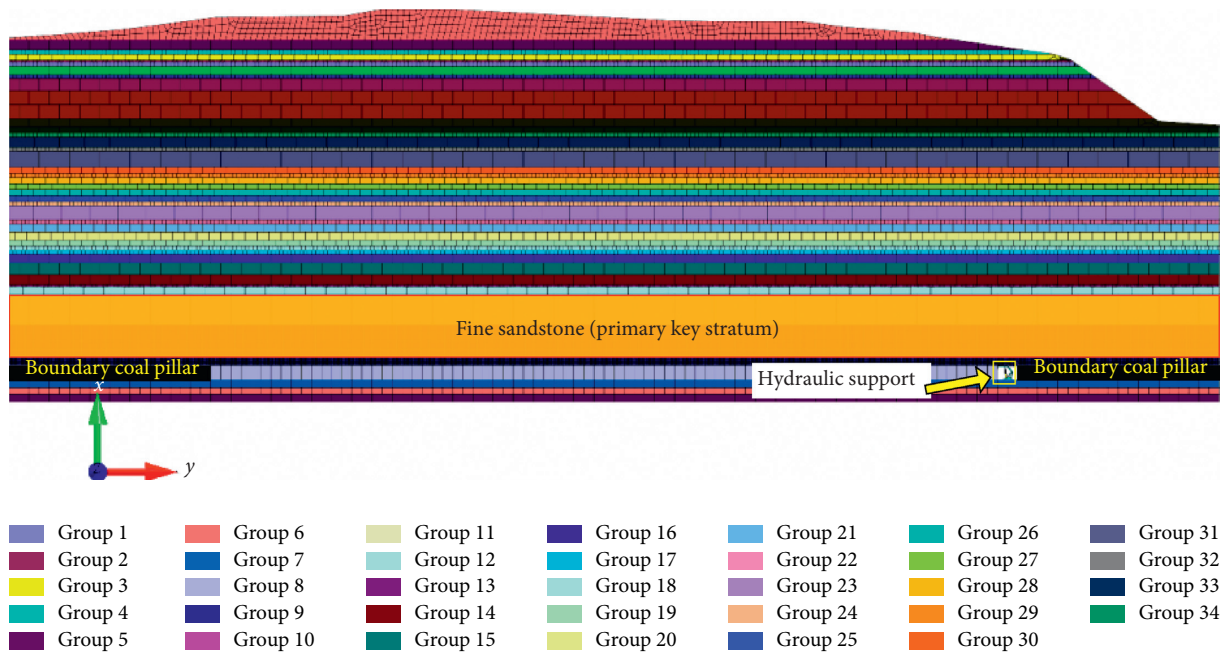 Fine sandstone (primary key stratum)
Boundary coal pillar
Boundary coal pillar
Hydraulic support
x
y
Group 1
Group 2
Group 3
Group 4
Group 5
Group 6
Group 7
Group 8
Group 9
Group 10
Group 11
Group 12
Group 13
Group 14
Group 15
Group 16
Group 17
Group 18
Group 19
Group 20
Group 21
Group 22
Group 23
Group 24
Group 25
Group 26
Group 27
Group 28
Group 29
Group 30
Group 31
Group 32
Group 33
Group 34